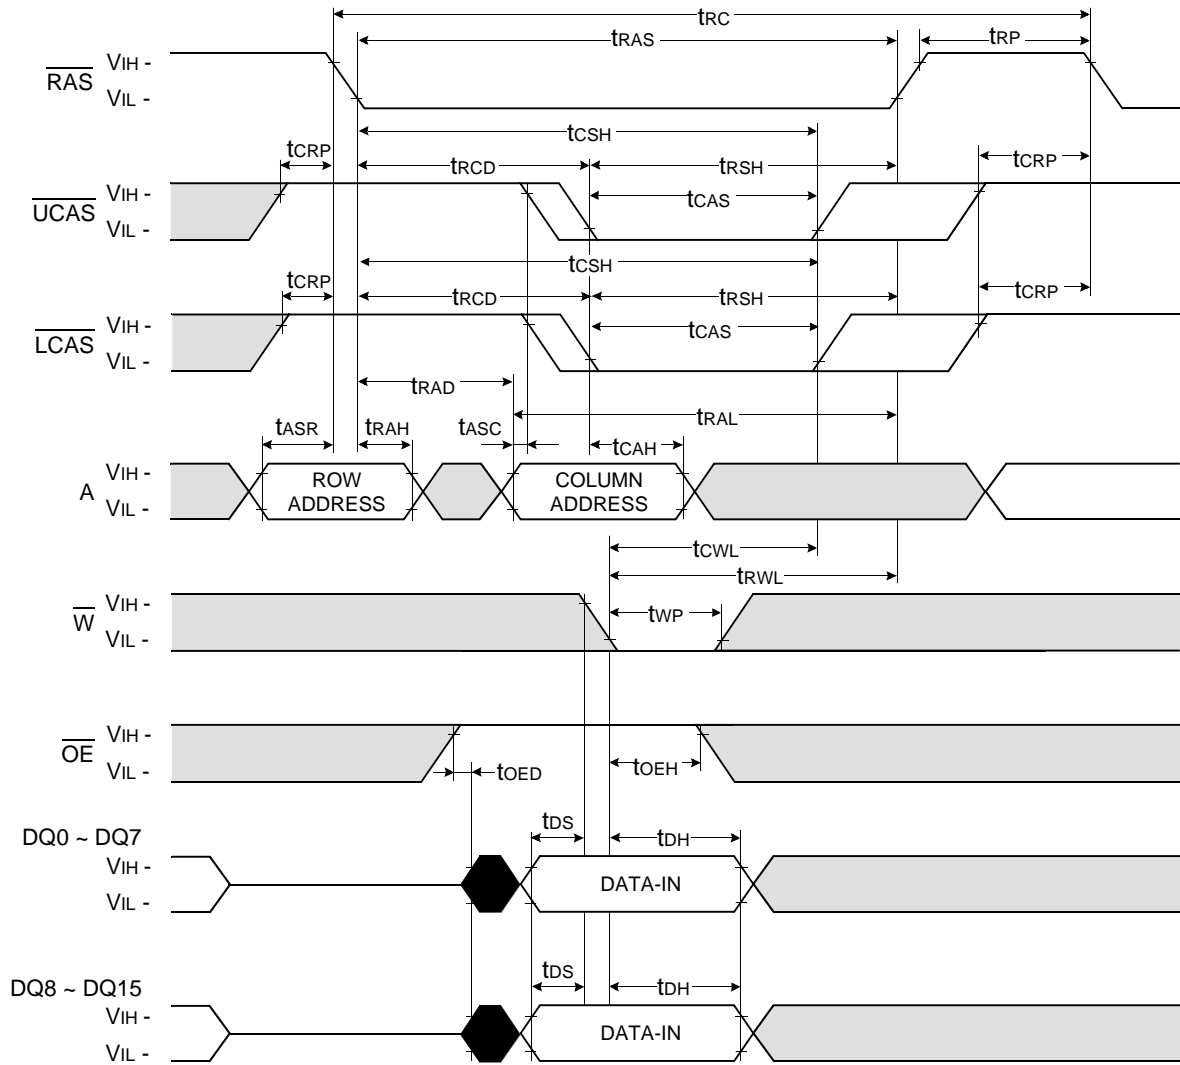 tRC
tRAS
tRP
RAS
VIH -
VIL -
tCSH
tCRP
tRCD
tRSH
tCRP
UCAS
VIH -
VIL -
tCAS
tCSH
tCRP
tRCD
tRSH
tCRP
LCAS
VIH -
VIL -
tCAS
tRAD
tRAL
tASR
tRAH
tASC
tCAH
A
VIH -
VIL -
ROW
ADDRESS
COLUMN
ADDRESS
tCWL
tRWL
W
VIH -
VIL -
tWP
OE
VIH -
VIL -
tOED
tOEH
DQ0 ~ DQ7
VIH -
VIL -
tDS
tDH
DATA-IN
DQ8 ~ DQ15
VIH -
VIL -
tDS
tDH
DATA-IN